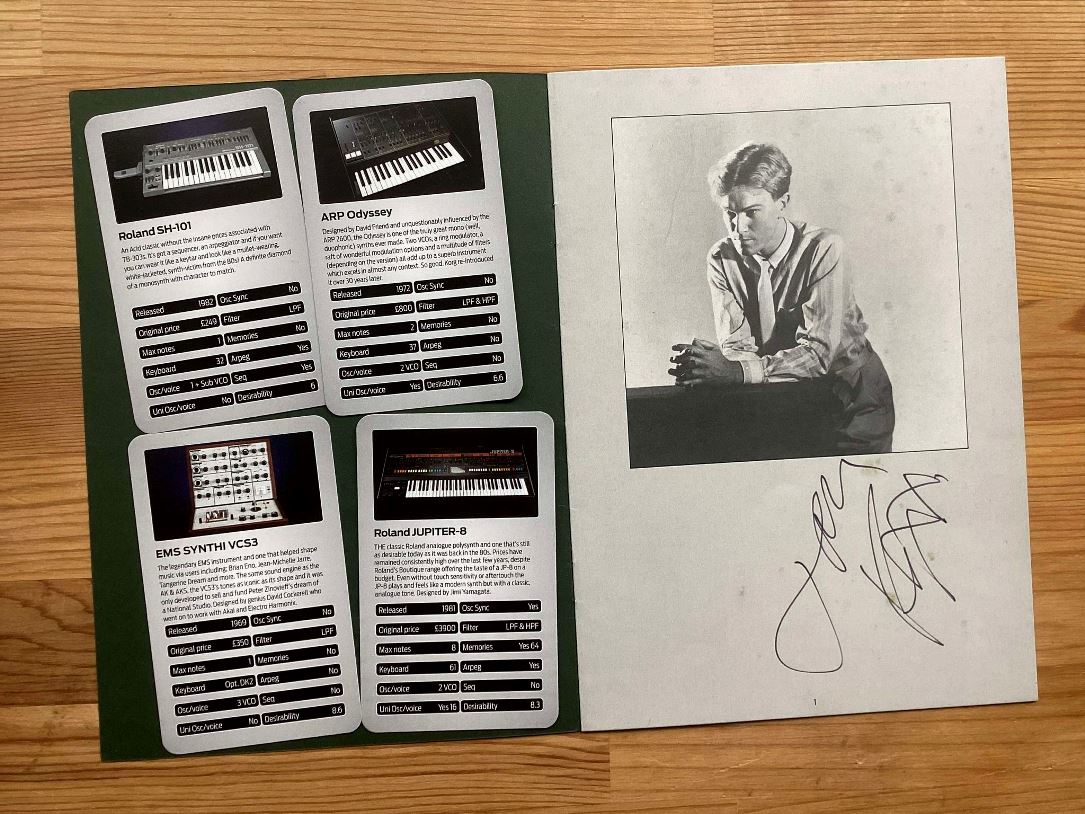 Roland SH-101
An Acid classic without the insane prices associated with
TB-303s. It's got a sequencer, an arpeggiator and if you want
you can wear it like a keytar and look like a mullet-wearing,
white-jacketed, synth-victim from the 80s! A definite diamond
of a monosynth with character to match.
Released 1982 Osc Sync No
Original price £249 Filter LPF
Max notes 1 Memories No
Keyboard 32 Arpeg Yes
Osc/voice 1 + Sub VCO Seq Yes
Uni Osc/voice No Desirability 6
ARP Odyssey
Designed by David Friend and unquestionably influenced by the
ARP 2600, the Odyssey is one of the truly great mono (well,
duophonic) synths ever made. Two VCOs, a ring modulator, a
raft of wonderful modulation options and a multitude of filters
(depending on the version) all add up to a superb instrument
which excels in almost any context. So good, Korg re-introduced
it over 30 years later.
Released 1972 Osc Sync No
Original price £800 Filter LPF & HPF
Max notes 2 Memories No
Keyboard 37 Arpeg No
Osc/voice 2 VCO Seq No
Uni Osc/voice Yes Desirability 6.6
EMS SYNTHI VCS3
The legendary EMS instrument and one that helped shape
music via users including; Brian Eno, Jean-Michelle Jarre,
Tangerine Dream and more. The same sound engine as the
AK & AKS, the VCS3's tones as iconic as its shape and it was
only developed to sell and fund Peter Zinovieff's dream of
a National Studio. Designed by genius David Cockerell who
went on to work with Akai and Electro Harmonix.
Released 1969 Osc Sync No
Original price £350 Filter LPF
Max notes 1 Memories No
Keyboard Opt. DK2 Arpeg No
Osc/voice 3 VCO Seq No
Uni Osc/voice No Desirability 8.6
JUPITER-8
Roland JUPITER-8
THE classic Roland analogue polysynth and one that's still
as desirable today as it was back in the 80s. Prices have
remained consistently high over the last few years, despite
Roland's Boutique range offering the taste of a JP-8 on a
budget. Even without touch sensitivity or aftertouch the
JP-8 plays and feels like a modern synth but with a classic,
analogue tone. Designed by Jimi Yamagata.
Released 1981 Osc Sync Yes
Original price £3900 Filter LPF & HPF
Max notes 8 Memories Yes 64
Keyboard 61 Arpeg Yes
Osc/voice 2 VCO Seq No
Uni Osc/voice Yes 16 Desirability 8.3
1